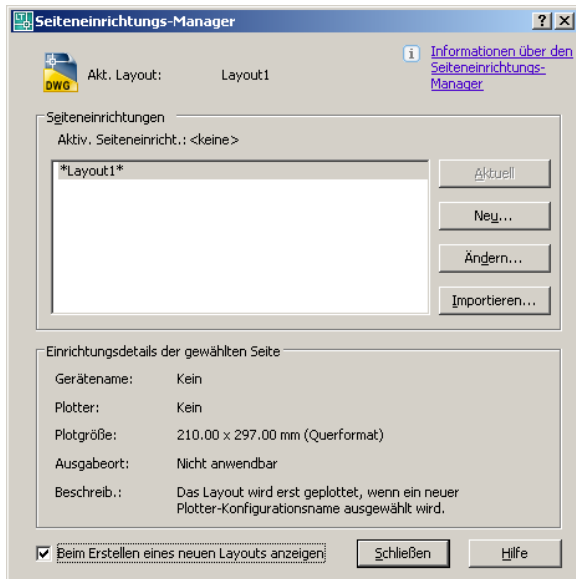 LT
Seiteneinrichtungs-Manager
? X
i
Informationen über den
Seiteneinrichtungs-
Manager
DWG
Akt. Layout: Layout1
Seiteneinrichtungen
Aktiv. Seiteneinricht.: <keine>
*Layout1*
Aktuell
Neu...
Ändern...
Importieren...
Einrichtungsdetails der gewählten Seite
Gerätename: Kein
Plotter: Kein
Plotgröße: 210.00 x 297.00 mm (Querformat)
Ausgabeort: Nicht anwendbar
Beschreib.: Das Layout wird erst geplottet, wenn ein neuer
Plotter-Konfigurationsname ausgewählt wird.
Beim Erstellen eines neuen Layouts anzeigen
Schließen
Hilfe